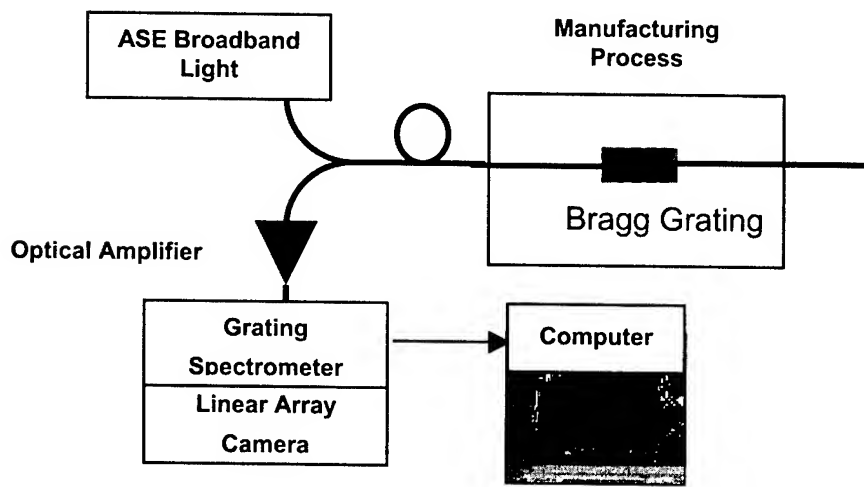 ASE Broadband
Light
Manufacturing
Process
Bragg Grating
Optical Amplifier
Grating
Spectrometer
Linear Array
Camera
Computer